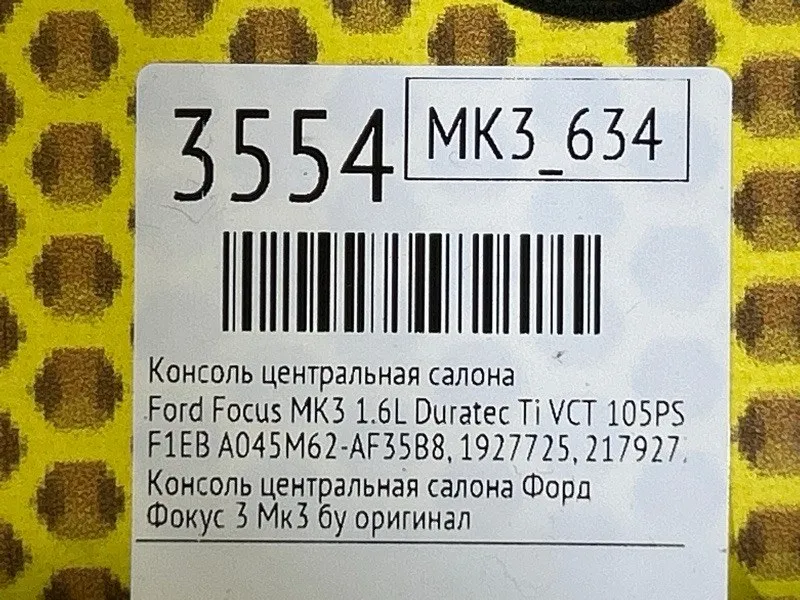 3554
MK3_634
Консоль центральная салона
Ford Focus MK3 1.6L Duratec Ti VCT 105PS
F1EB A045M62-AF35B8, 1927725, 217927
Консоль центральная салона Форд
Фокус 3 Мк3 бу оригинал